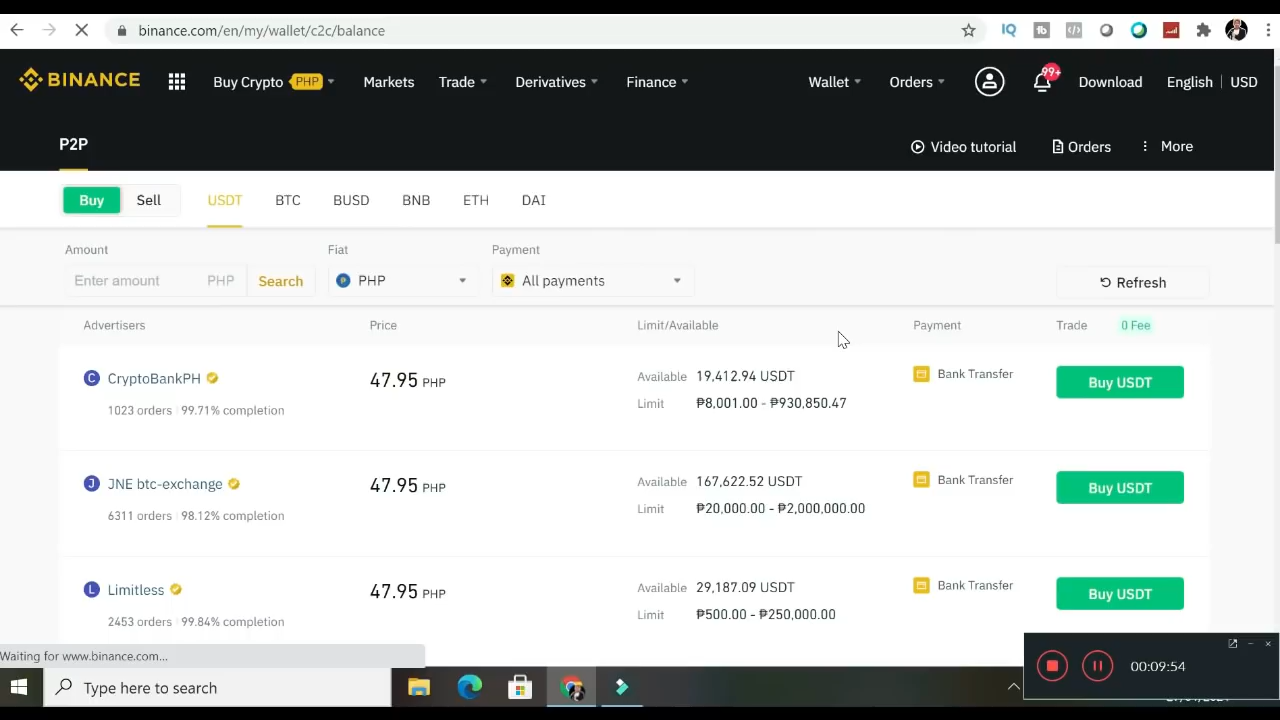 binance.com/en/my/wallet/c2c/balance
BINANCE Buy Crypto PHP Markets Trade Derivatives Finance Wallet Orders 99+ Download English USD
P2P Video tutorial Orders More
Buy Sell USDT BTC BUSD BNB ETH DAI
Amount Fiat Payment
Enter amount PHP Search PHP All payments Refresh
Advertisers Price Limit/Available Payment Trade 0 Fee
C CryptoBankPH 47.95 PHP Available 19,412.94 USDT Bank Transfer Buy USDT
1023 orders 99.71% completion Limit ₱8,001.00 - ₱930,850.47
J JNE btc-exchange 47.95 PHP Available 167,622.52 USDT Bank Transfer Buy USDT
6311 orders 98.12% completion Limit ₱20,000.00 - ₱2,000,000.00
L Limitless 47.95 PHP Available 29,187.09 USDT Bank Transfer Buy USDT
2453 orders 99.84% completion Limit ₱500.00 - ₱250,000.00
Waiting for www.binance.com...
00:09:54
Type here to search